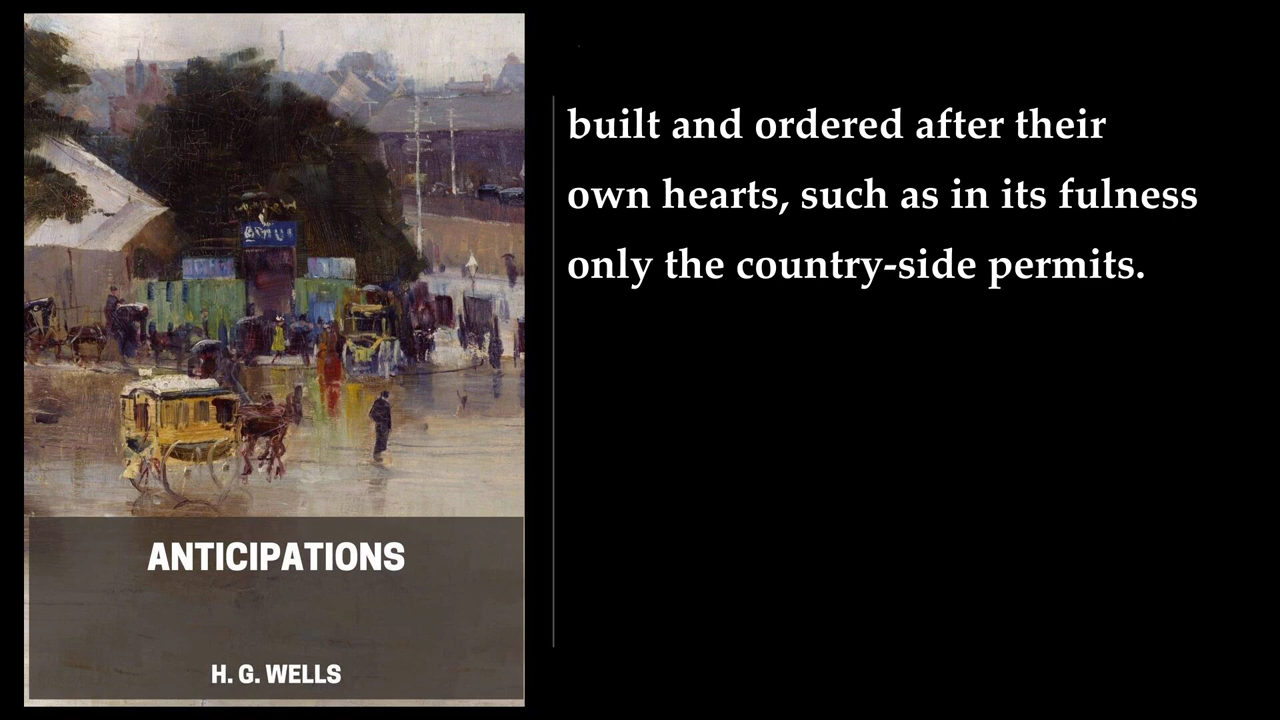 built and ordered after their
own hearts, such as in its fulness
only the country-side permits.
ANTICIPATIONS
H. G. WELLS